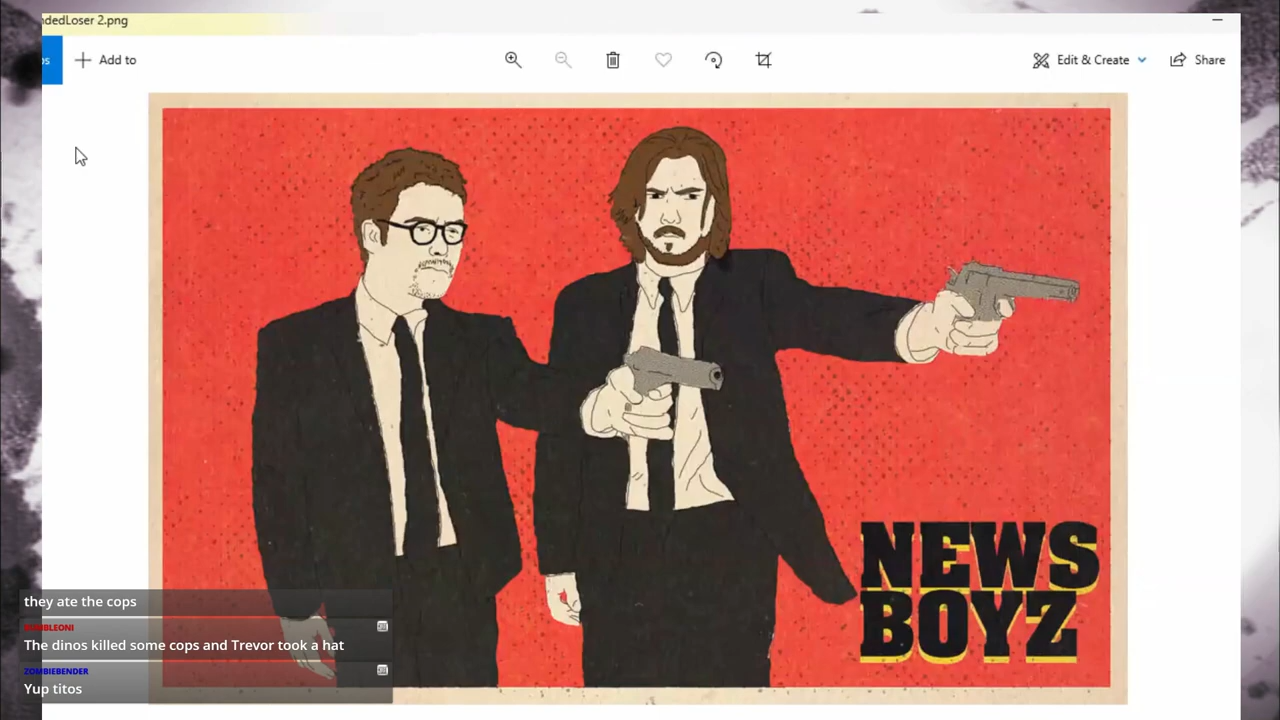 ndedLoser 2.png
Add to
Edit & Create
Share
NEWS
BOYZ
they ate the cops
The dinos killed some cops and Trevor took a hat
ZOMBIEBENDER
Yup titos